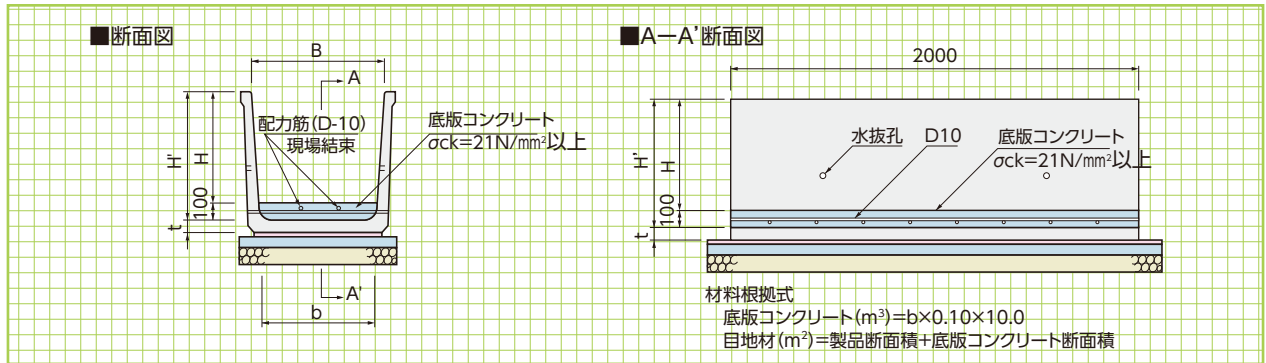 ■断面図
B
A
配力筋(D-10)
現場結束
底版コンクリート
σck=21N/mm²以上
H'
H
100
t
A'
b
■A−A'断面図
2000
水抜孔
D10
底版コンクリート
σck=21N/mm²以上
H'
H
100
t
材料根拠式
底版コンクリート(m³)=b×0.10×10.0
目地材(m²)=製品断面積+底版コンクリート断面積